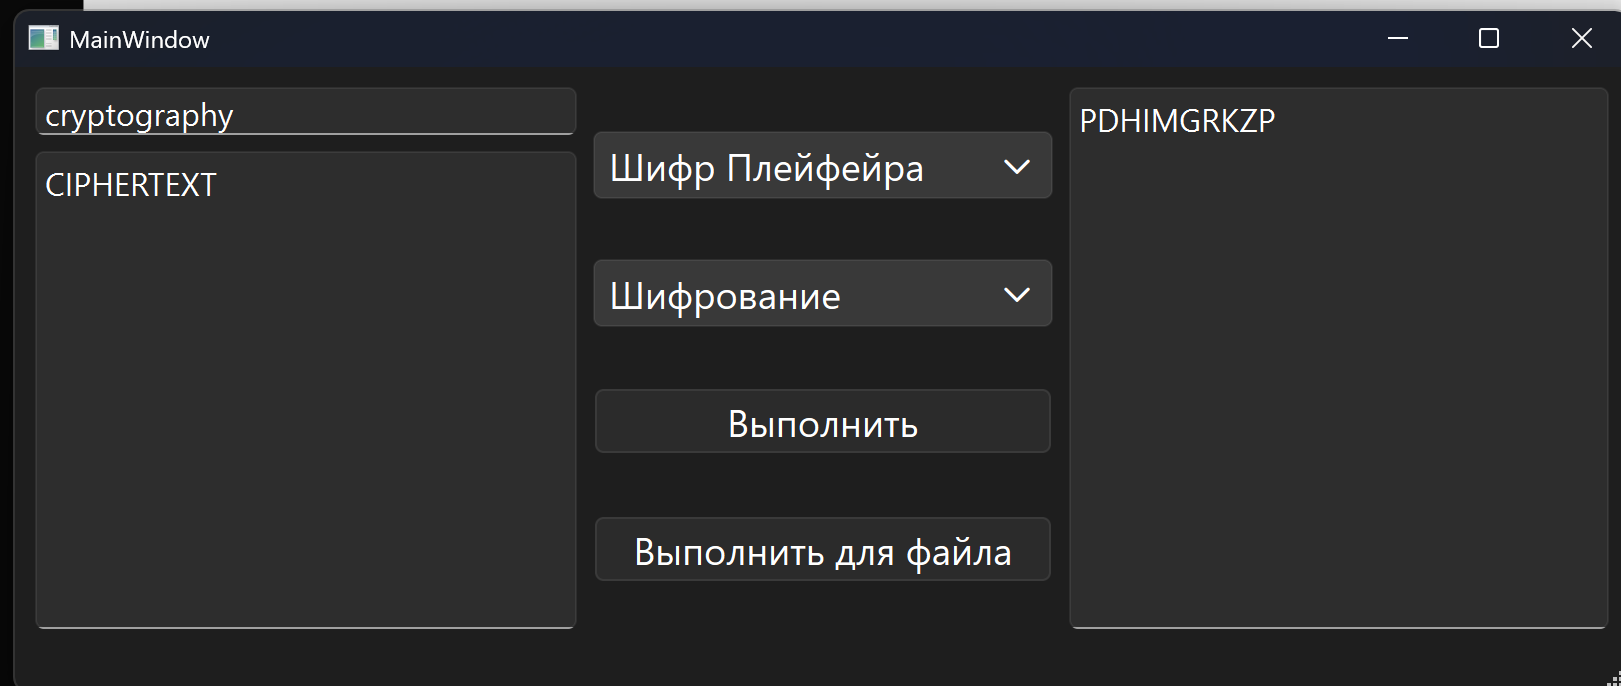 MainWindow
cryptography
CIPHERTEXT
Шифр Плейфейра
Шифрование
Выполнить
Выполнить для файла
PDHIMGRKZP